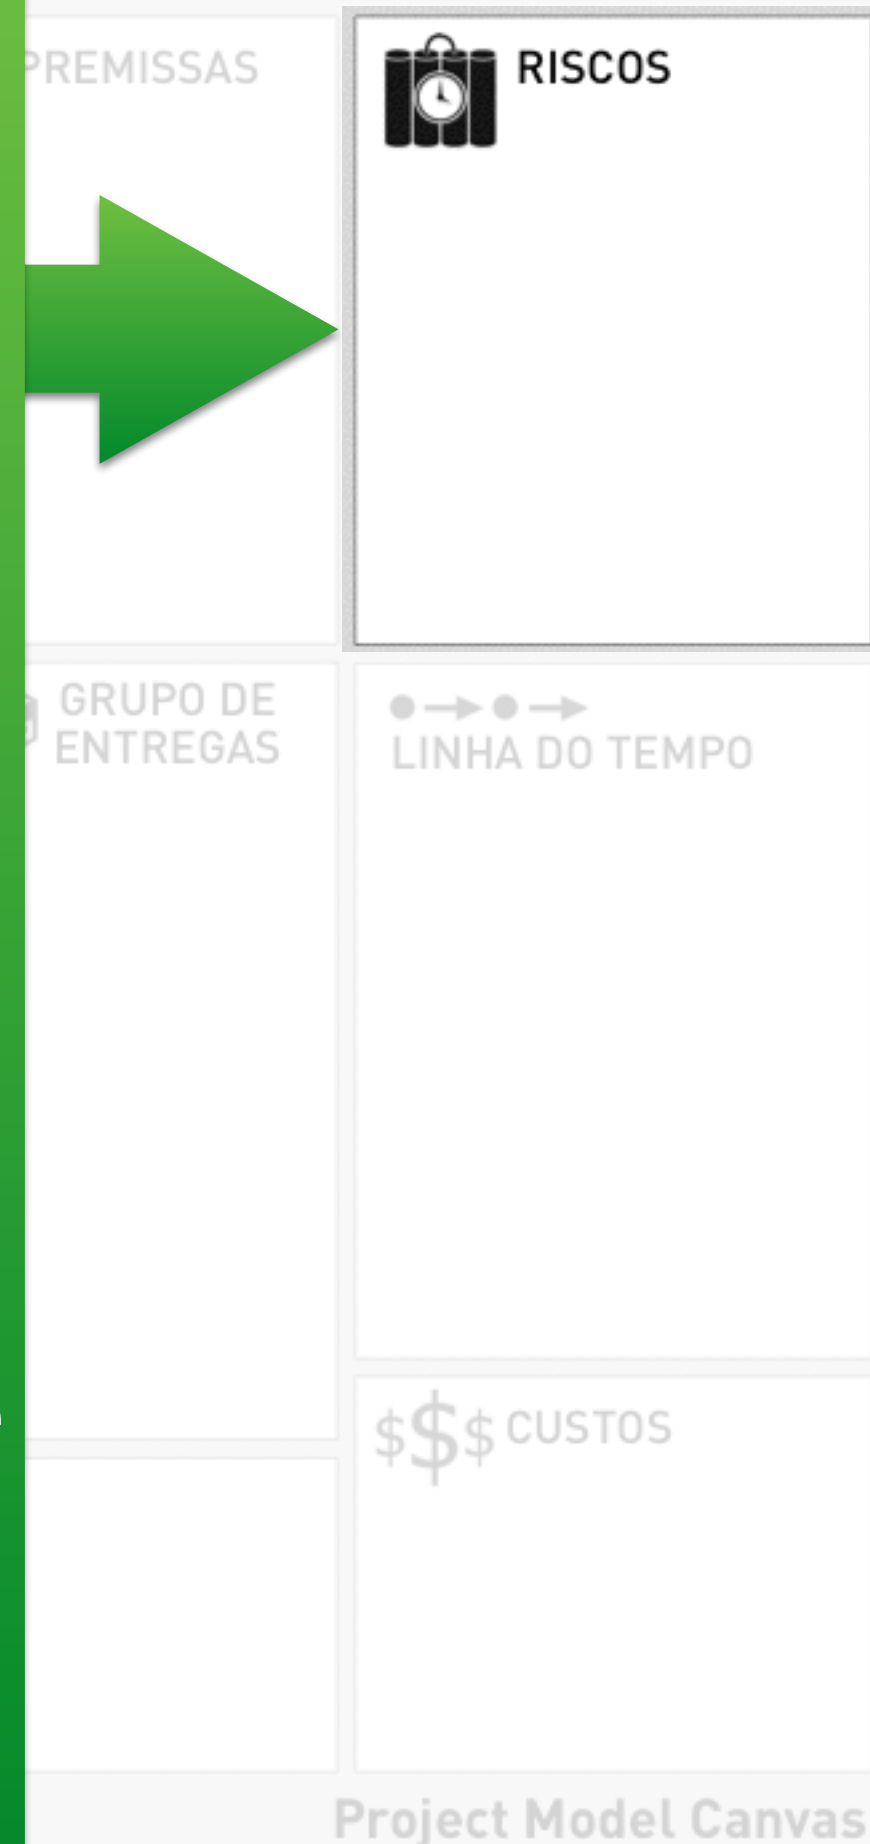 PREMISSAS
RISCOS
GRUPO DE
ENTREGAS
LINHA DO TEMPO
$$$ CUSTOS
Project Model Canvas